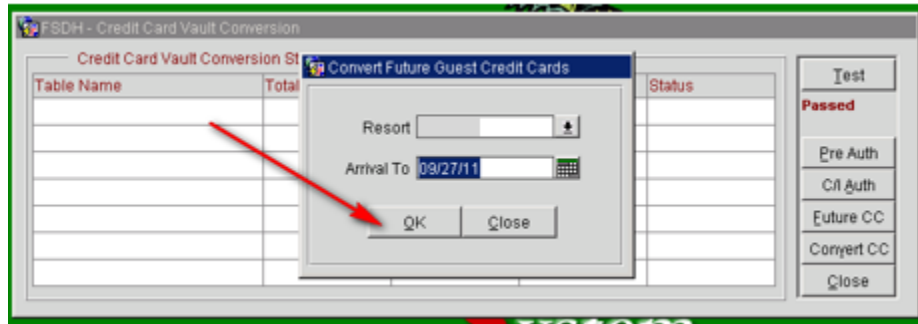 FSDH - Credit Card Vault Conversion
Credit Card Vault Conversion St
Table Name
Total
Status
Convert Future Guest Credit Cards
Resort
Arrival To 09/27/11
OK
Close
Test
Passed
Pre Auth
C/I Auth
Future CC
Convert CC
Close